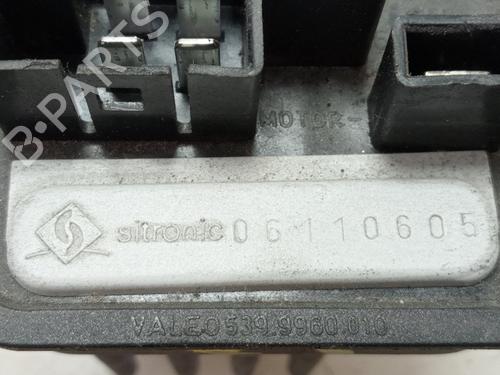 B-PARTS
MOTOR-
sitronic 06110605
VALEO 539.9960.010